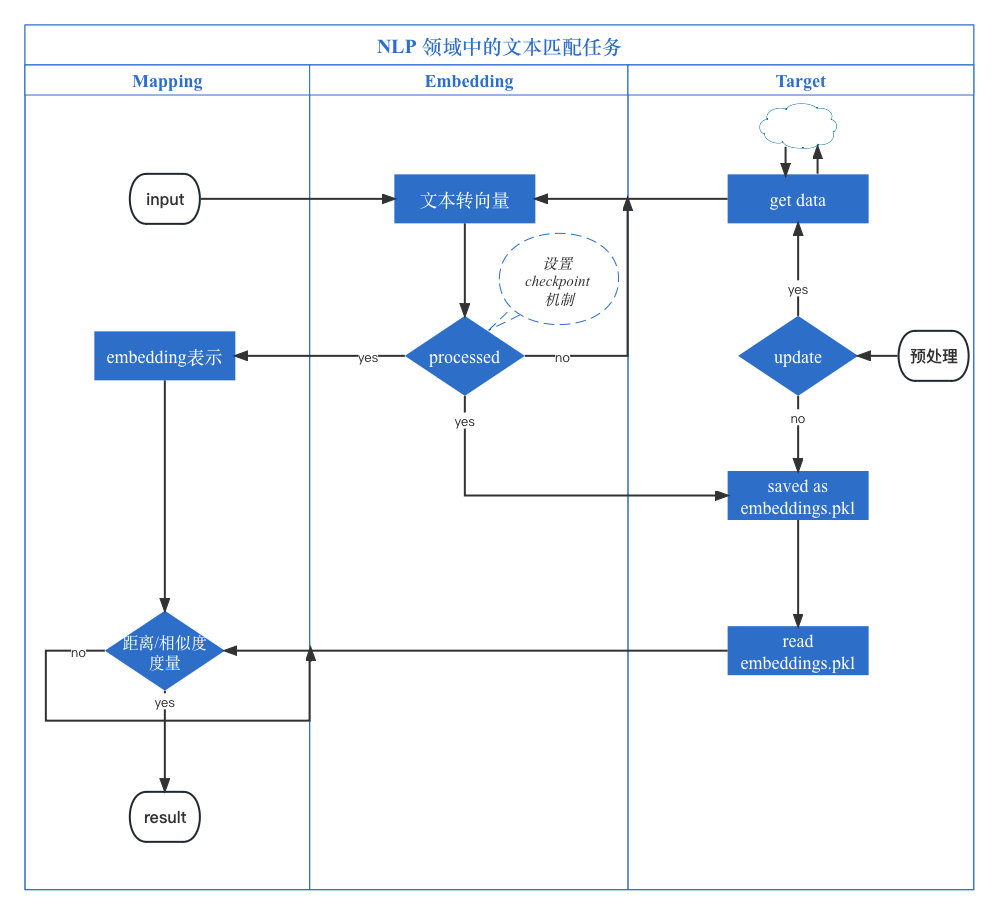 NLP 领域中的文本匹配任务
Mapping
Embedding
Target
input
文本转向量
get data
设置
checkpoint
机制
yes
embedding表示
yes
processed
no
update
预处理
yes
no
saved as
embeddings.pkl
no
距离/相似度
度量
read
embeddings.pkl
yes
result